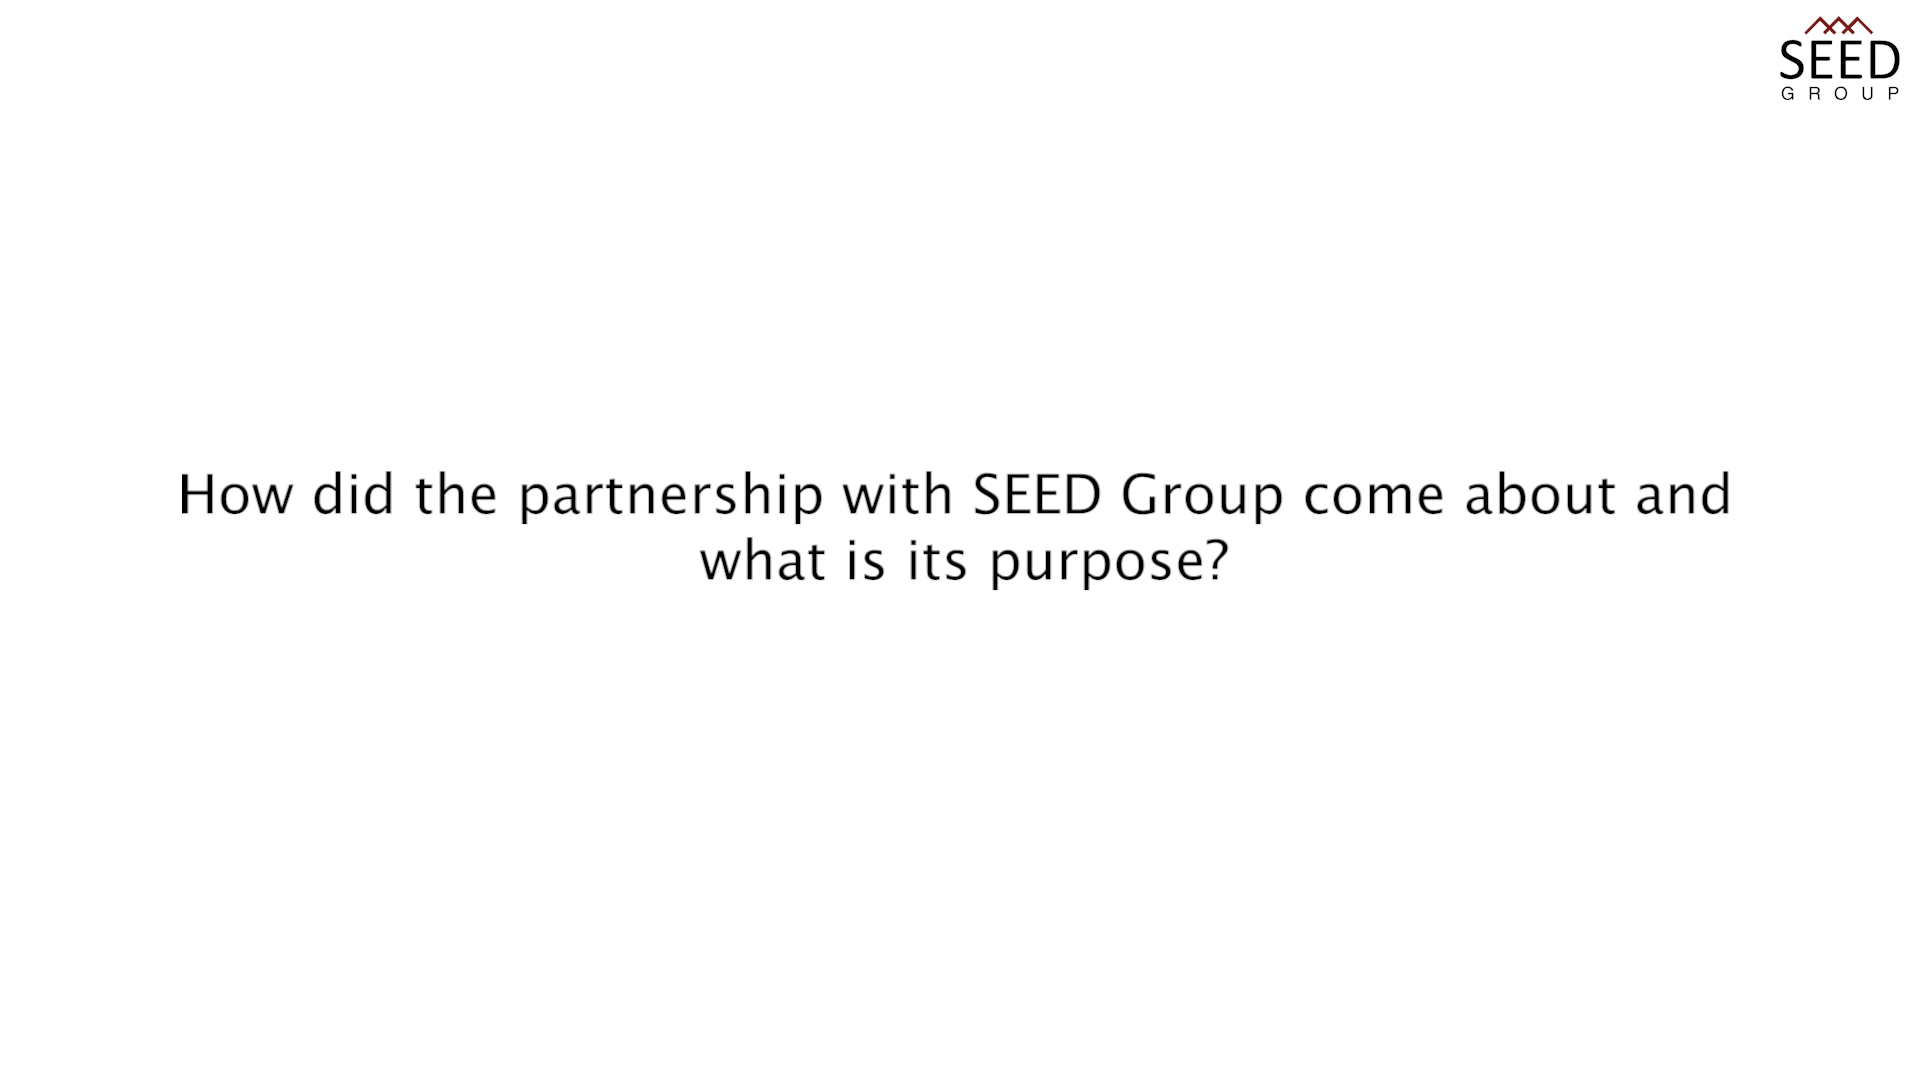 SEED
GROUP
How did the partnership with SEED Group come about and
what is its purpose?